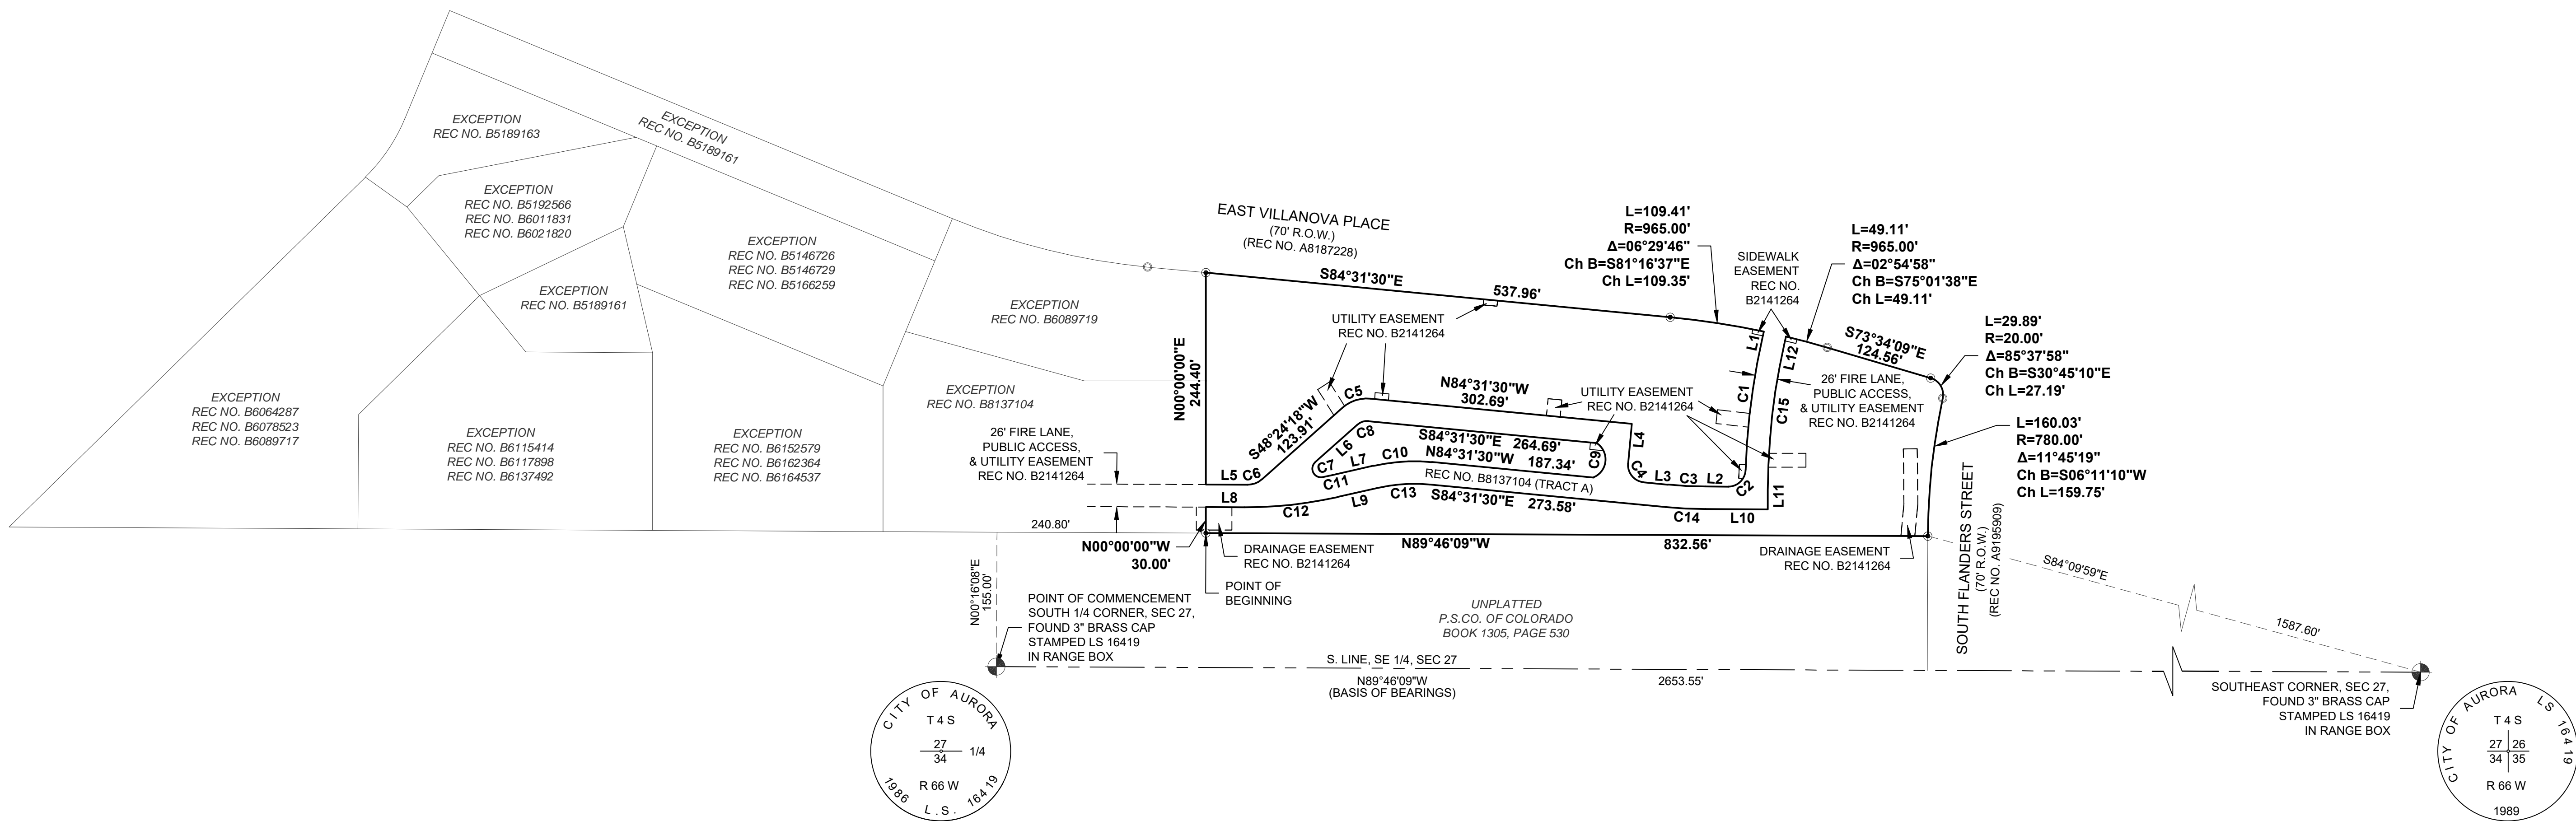 EXCEPTION
REC NO. B5189163
EXCEPTION
REC NO. B5189161
EXCEPTION
REC NO. B5192566
REC NO. B6011831
REC NO. B6021820
EXCEPTION
REC NO. B5146726
REC NO. B5146729
REC NO. B5166259
EXCEPTION
REC NO. B5189161
EXCEPTION
REC NO. B6089719
EXCEPTION
REC NO. B6064287
REC NO. B6078523
REC NO. B6089717
EXCEPTION
REC NO. B6115414
REC NO. B6117898
REC NO. B6137492
EXCEPTION
REC NO. B6152579
REC NO. B6162364
REC NO. B6164537
EXCEPTION
REC NO. B8137104
EAST VILLANOVA PLACE
(70' R.O.W.)
(REC NO. A8187228)
S84°31'30"E
537.96'
L=109.41'
R=965.00'
Δ=06°29'46"
Ch B=S81°16'37"E
Ch L=109.35'
SIDEWALK
EASEMENT
REC NO.
B2141264
L=49.11'
R=965.00'
Δ=02°54'58"
Ch B=S75°01'38"E
Ch L=49.11'
S73°34'09"E
124.56'
L=29.89'
R=20.00'
Δ=85°37'58"
Ch B=S30°45'10"E
Ch L=27.19'
L=160.03'
R=780.00'
Δ=11°45'19"
Ch B=S06°11'10"W
Ch L=159.75'
UTILITY EASEMENT
REC NO. B2141264
N00°00'00"E
244.40'
26' FIRE LANE,
PUBLIC ACCESS,
& UTILITY EASEMENT
REC NO. B2141264
S48°24'18"W
123.91'
C5
N84°31'30"W
302.69'
UTILITY EASEMENT
REC NO. B2141264
L1
L12
C1
C15
26' FIRE LANE,
PUBLIC ACCESS,
& UTILITY EASEMENT
REC NO. B2141264
C8
L6
S84°31'30"E 264.69'
L4
C9
L5
C6
C7
L7
C10
N84°31'30"W 187.34'
C4
L3
C3
L2
C2
C11
REC NO. B8137104 (TRACT A)
L8
C12
L9
C13
S84°31'30"E 273.58'
C14
L10
L11
240.80'
N00°00'00"W
30.00'
DRAINAGE EASEMENT
REC NO. B2141264
N89°46'09"W
832.56'
DRAINAGE EASEMENT
REC NO. B2141264
SOUTH FLANDERS STREET
(70' R.O.W.)
(REC NO. A9195909)
S84°09'59"E
1587.60'
POINT OF
BEGINNING
N00°16'08"E
155.00'
POINT OF COMMENCEMENT
SOUTH 1/4 CORNER, SEC 27,
FOUND 3" BRASS CAP
STAMPED LS 16419
IN RANGE BOX
UNPLATTED
P.S.CO. OF COLORADO
BOOK 1305, PAGE 530
S. LINE, SE 1/4, SEC 27
N89°46'09"W
(BASIS OF BEARINGS)
2653.55'
SOUTHEAST CORNER, SEC 27,
FOUND 3" BRASS CAP
STAMPED LS 16419
IN RANGE BOX
CITY OF AURORA
T 4 S
27
34
1/4
R 66 W
1986 L.S. 16419
CITY OF AURORA LS 16419
T 4 S
27 26
34 35
R 66 W
1989